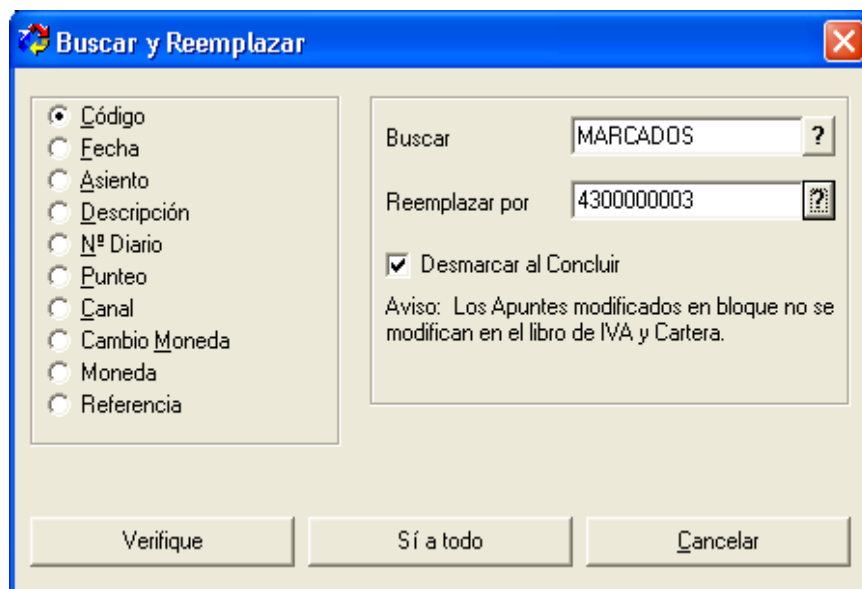 Buscar y Reemplazar
Código
Fecha
Asiento
Descripción
Nº Diario
Punteo
Canal
Cambio Moneda
Moneda
Referencia
Buscar MARCADOS ?
Reemplazar por 4300000003 ?
Desmarcar al Concluir
Aviso: Los Apuntes modificados en bloque no se
modifican en el libro de IVA y Cartera.
Verifique Sí a todo Cancelar